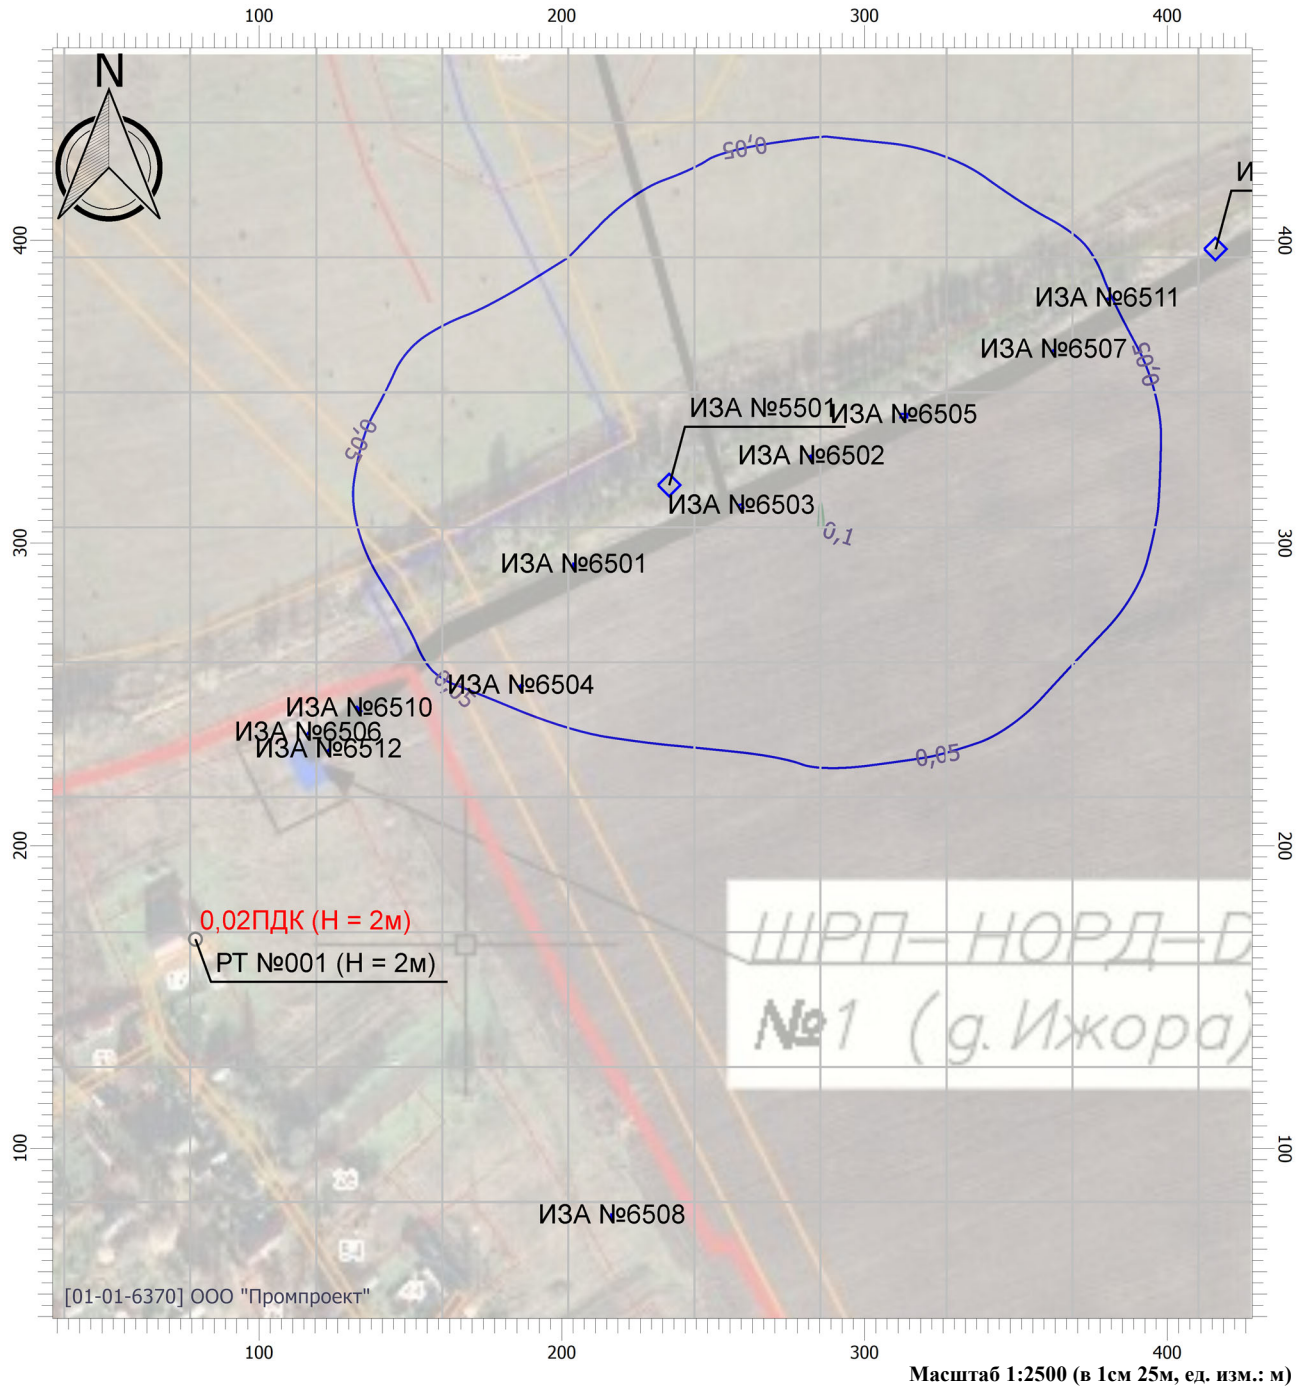 100 200 300 400
N
0,05
И
400 400
ИЗА №6511
ИЗА №6507
0,05
0,05
ИЗА №5501
ИЗА №6505
ИЗА №6502
ИЗА №6503
0,1
300 300
ИЗА №6501
0,05
ИЗА №6504
ИЗА №6510
ИЗА №6506
ИЗА №6512
0,05
200 200
0,02ПДК (Н = 2м)
РТ №001 (Н = 2м)
ШРП-НОРД-D
№1 (д. Ижора)
100 100
ИЗА №6508
[01-01-6370] ООО "Промпроект"
100 200 300 400
Масштаб 1:2500 (в 1см 25м, ед. изм.: м)